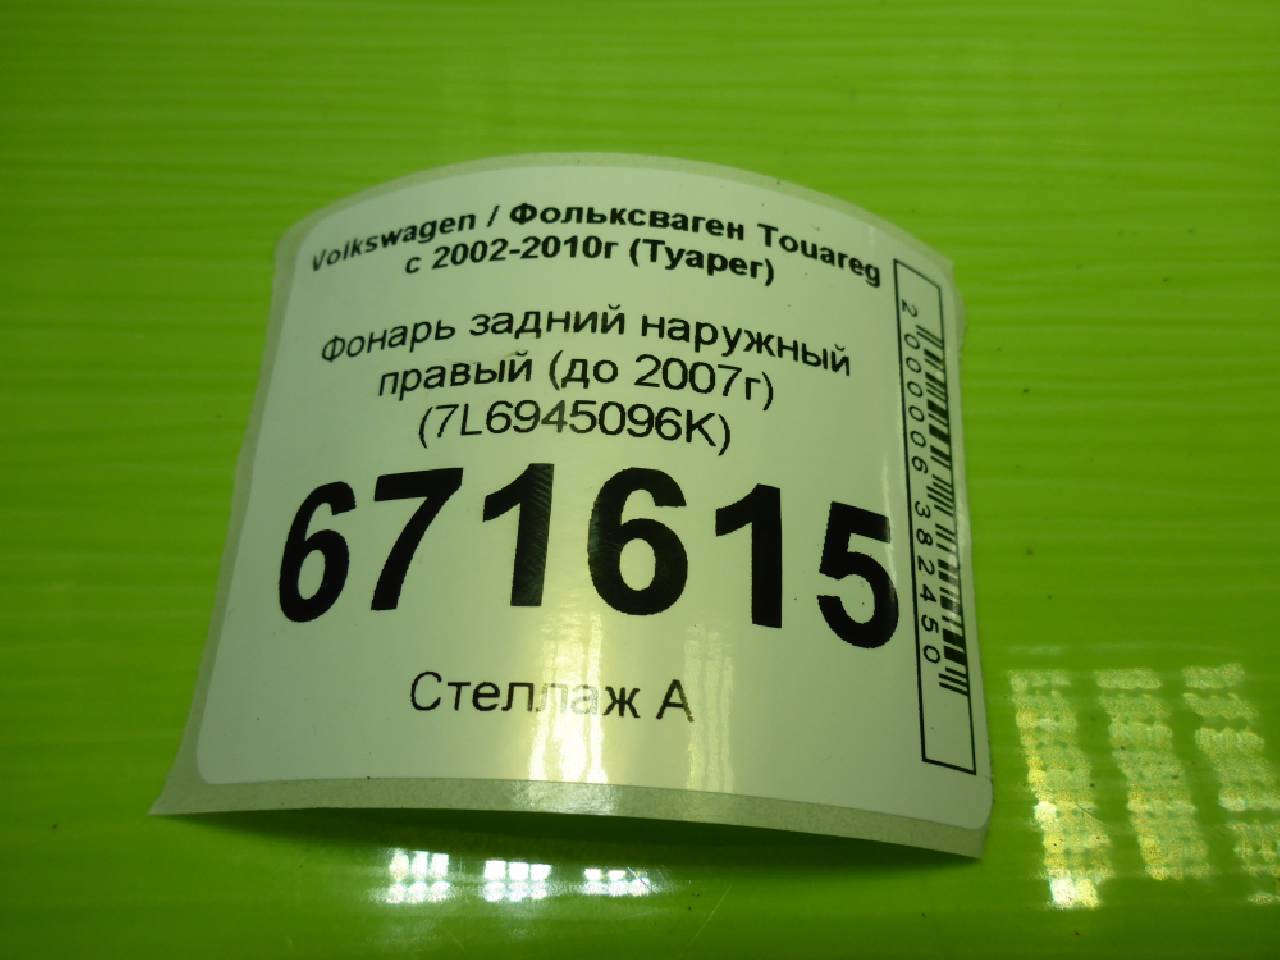 Volkswagen / Фольксваген Touareg
с 2002-2010г (Туарег)
Фонарь задний наружный
правый (до 2007г)
(7L6945096K)
671615
Стеллаж А
2000006382450